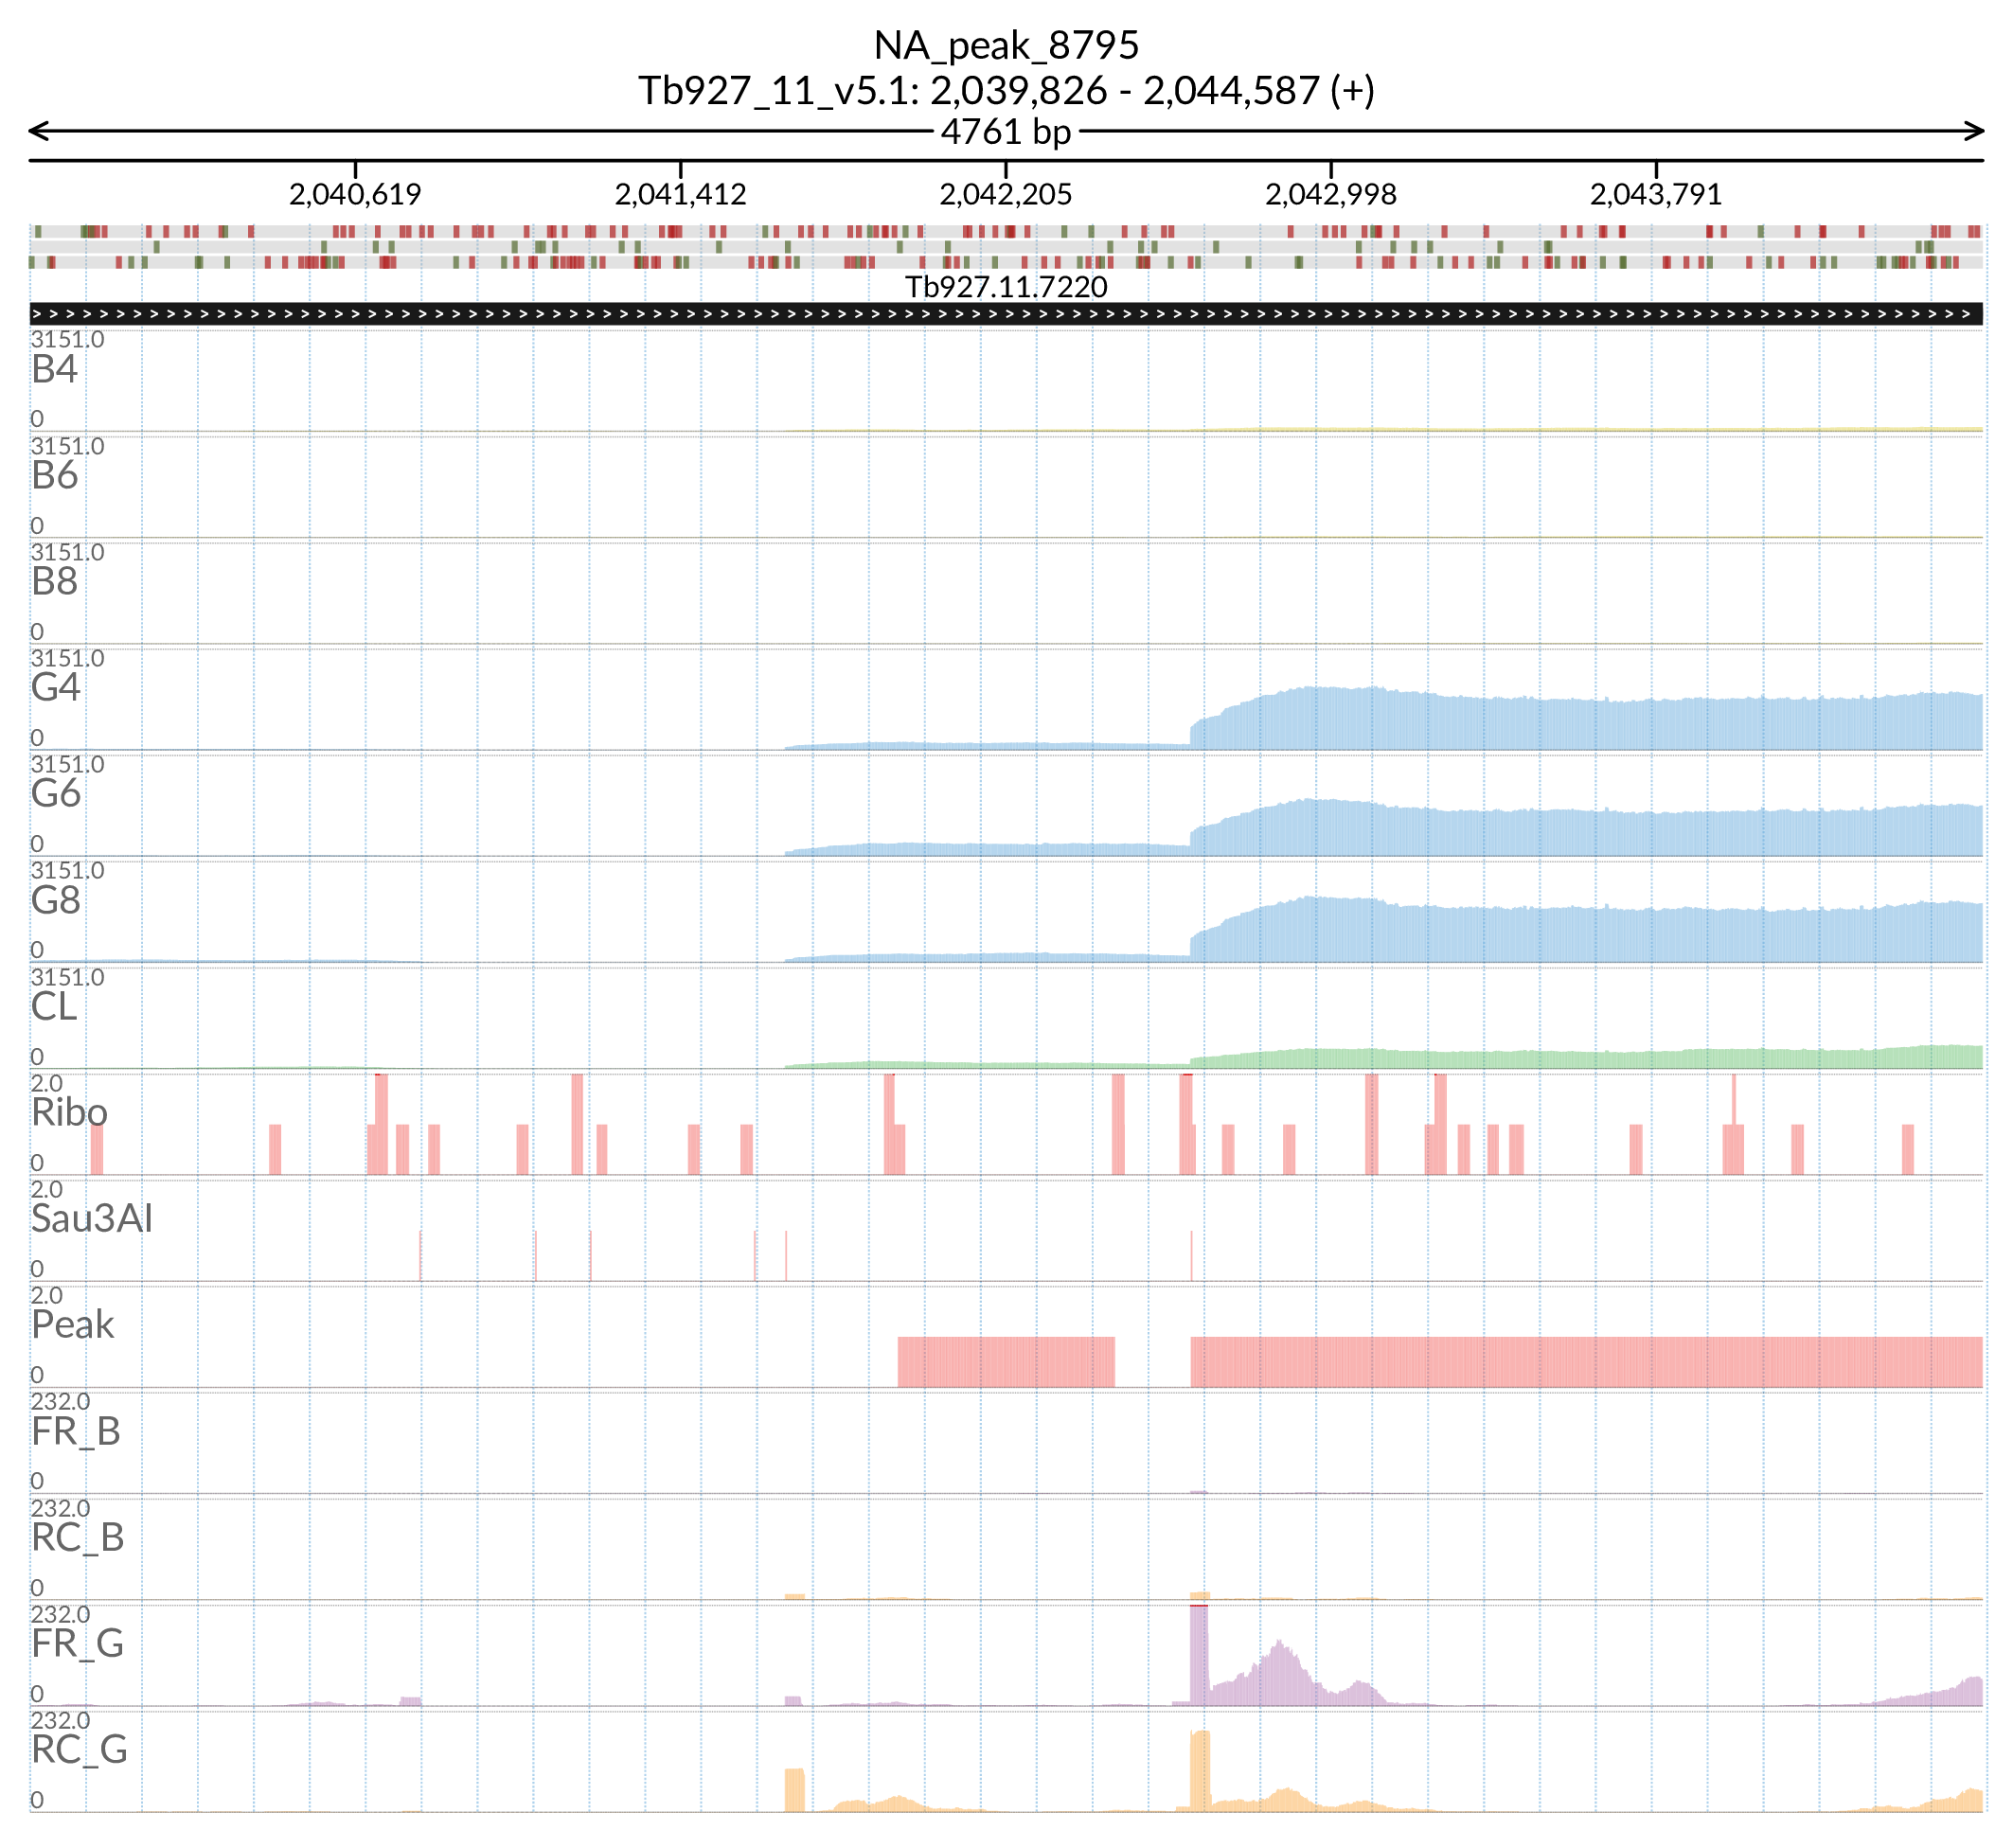 NA_peak_8795
Tb927_11_v5.1: 2,039,826 - 2,044,587 (+)
4761 bp
2,040,619 2,041,412 2,042,205 2,042,998 2,043,791
Tb927.11.7220
3151.0
B4
0
3151.0
B6
0
3151.0
B8
0
3151.0
G4
0
3151.0
G6
0
3151.0
G8
0
3151.0
CL
0
2.0
Ribo
0
2.0
Sau3AI
0
2.0
Peak
0
232.0
FR_B
0
232.0
RC_B
0
232.0
FR_G
0
232.0
RC_G
0